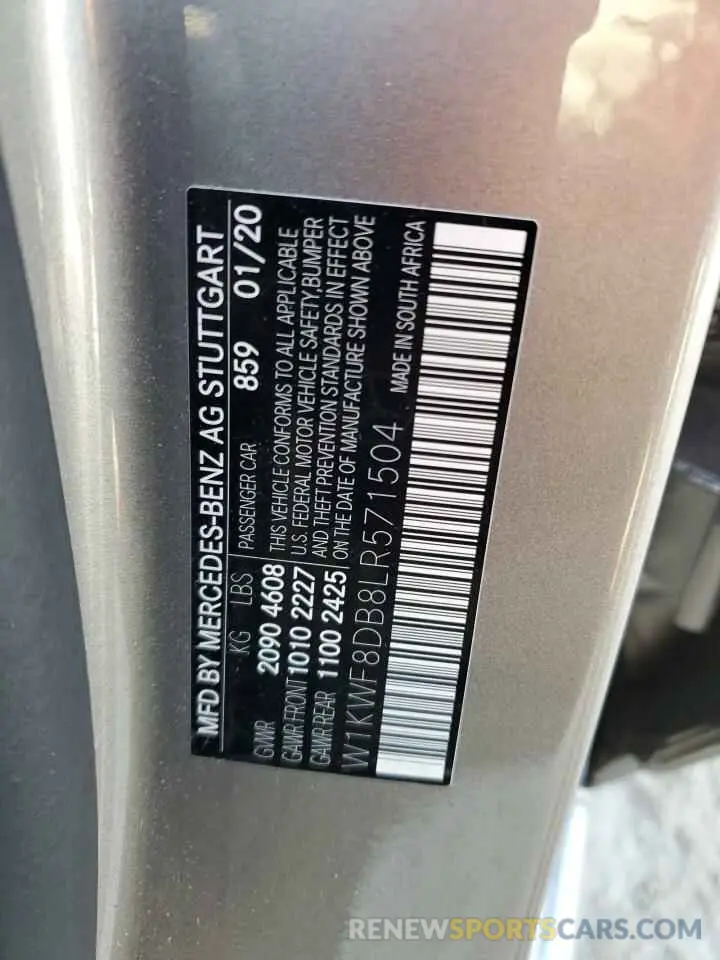 MFD BY MERCEDES-BENZ AG STUTTGART
KG LBS PASSENGER CAR 859 01/20
GWR 2090 4608 THIS VEHICLE CONFORMS TO ALL APPLICABLE
GAWR FRONT 1010 2227 U.S. FEDERAL MOTOR VEHICLE SAFETY, BUMPER
GAWR REAR 1100 2425 AND THEFT PREVENTION STANDARDS IN EFFECT
ON THE DATE OF MANUFACTURE SHOWN ABOVE
W1KWF8DB8LR571504 MADE IN SOUTH AFRICA
RENEWSPORTSCARS.COM